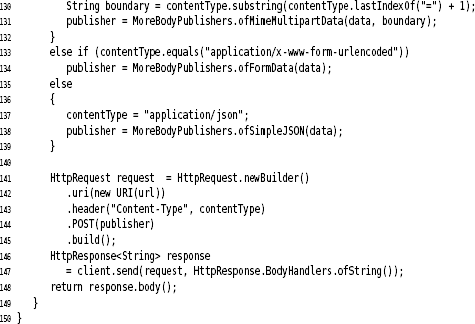 130 String boundary = contentType.substring(contentType.lastIndexOf("=") + 1);
131 publisher = MoreBodyPublishers.ofMimeMultipartData(data, boundary);
132 }
133 else if (contentType.equals("application/x-www-form-urlencoded"))
134 publisher = MoreBodyPublishers.ofFormData(data);
135 else
136 {
137 contentType = "application/json";
138 publisher = MoreBodyPublishers.ofSimpleJSON(data);
139 }
140
141 HttpRequest request = HttpRequest.newBuilder()
142 .uri(new URI(url))
143 .header("Content-Type", contentType)
144 .POST(publisher)
145 .build();
146 HttpResponse<String> response
147 = client.send(request, HttpResponse.BodyHandlers.ofString());
148 return response.body();
149 }
150 }